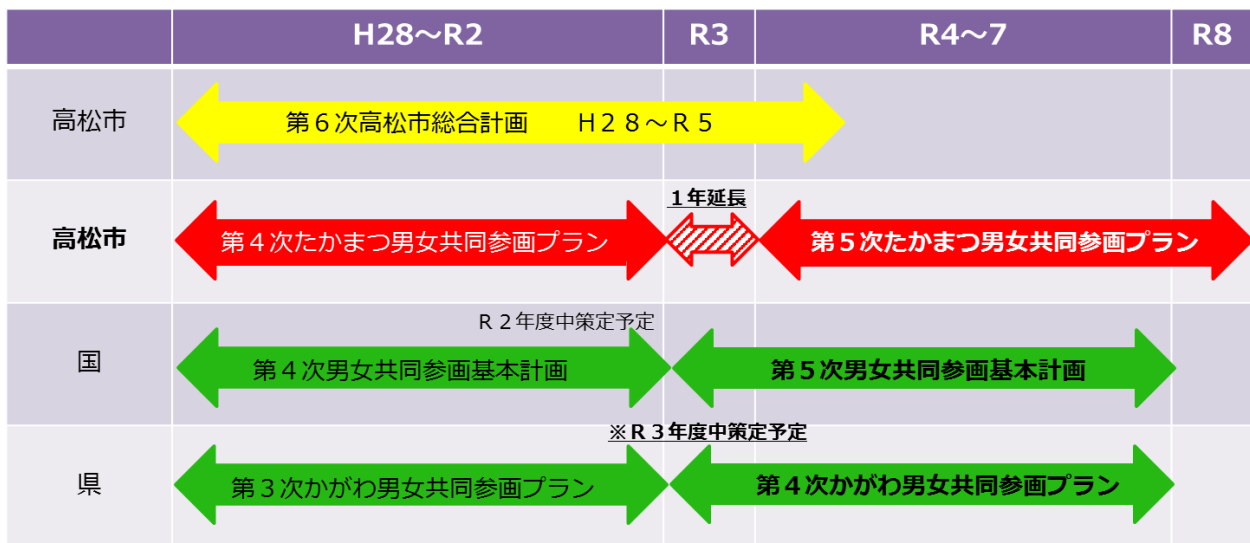 H28～R2 R3 R4～7 R8
高松市 第６次高松市総合計画　　Ｈ２８～Ｒ５
１年延長
高松市 第４次たかまつ男女共同参画プラン 第５次たかまつ男女共同参画プラン
Ｒ２年度中策定予定
国 第４次男女共同参画基本計画 第５次男女共同参画基本計画
※Ｒ３年度中策定予定
県 第３次かがわ男女共同参画プラン 第４次かがわ男女共同参画プラン